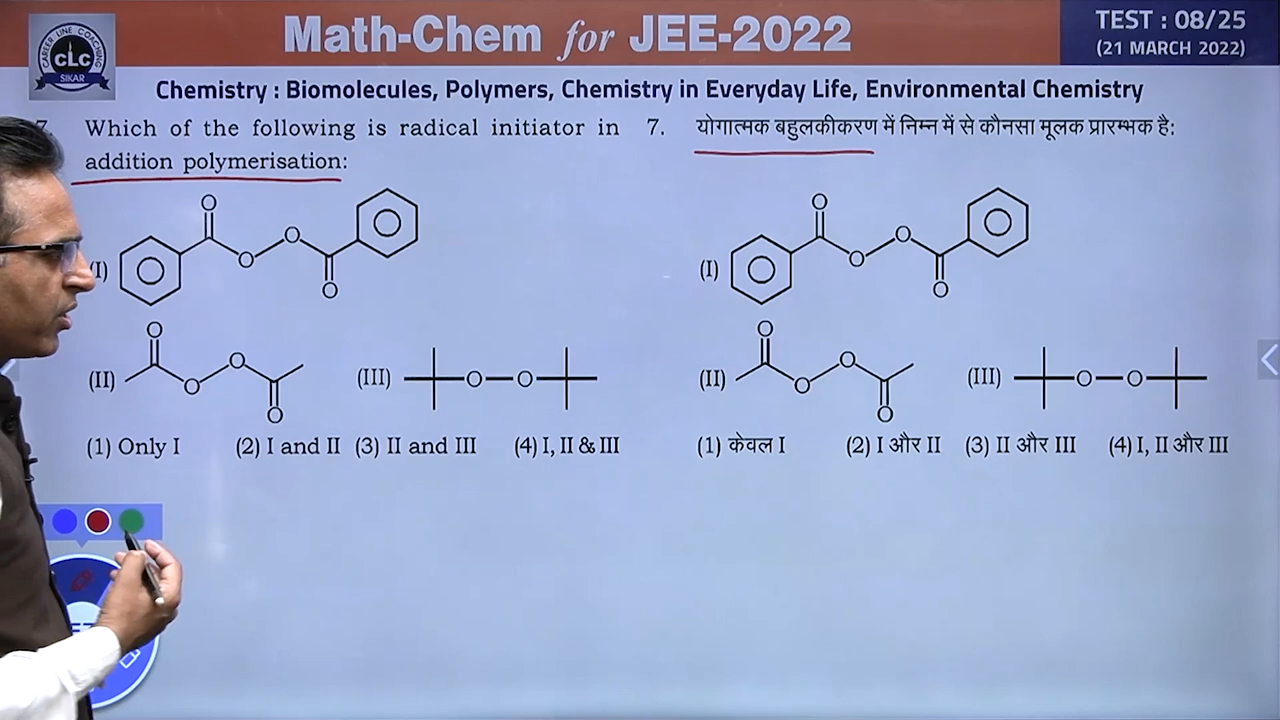 CAREER LINE COACHING
CLC
SIKAR
Math-Chem for JEE-2022
TEST : 08/25
(21 MARCH 2022)
Chemistry : Biomolecules, Polymers, Chemistry in Everyday Life, Environmental Chemistry
7. Which of the following is radical initiator in
addition polymerisation:
(I)
O
O
O
O
(II)
O
O
O
O
(III)
O
O
(1) Only I (2) I and II (3) II and III (4) I, II & III
7. योगात्मक बहुलकीकरण में निम्न में से कौनसा मूलक प्रारम्भक है:
(I)
O
O
O
O
(II)
O
O
O
O
(III)
O
O
(1) केवल I (2) I और II (3) II और III (4) I, II और III